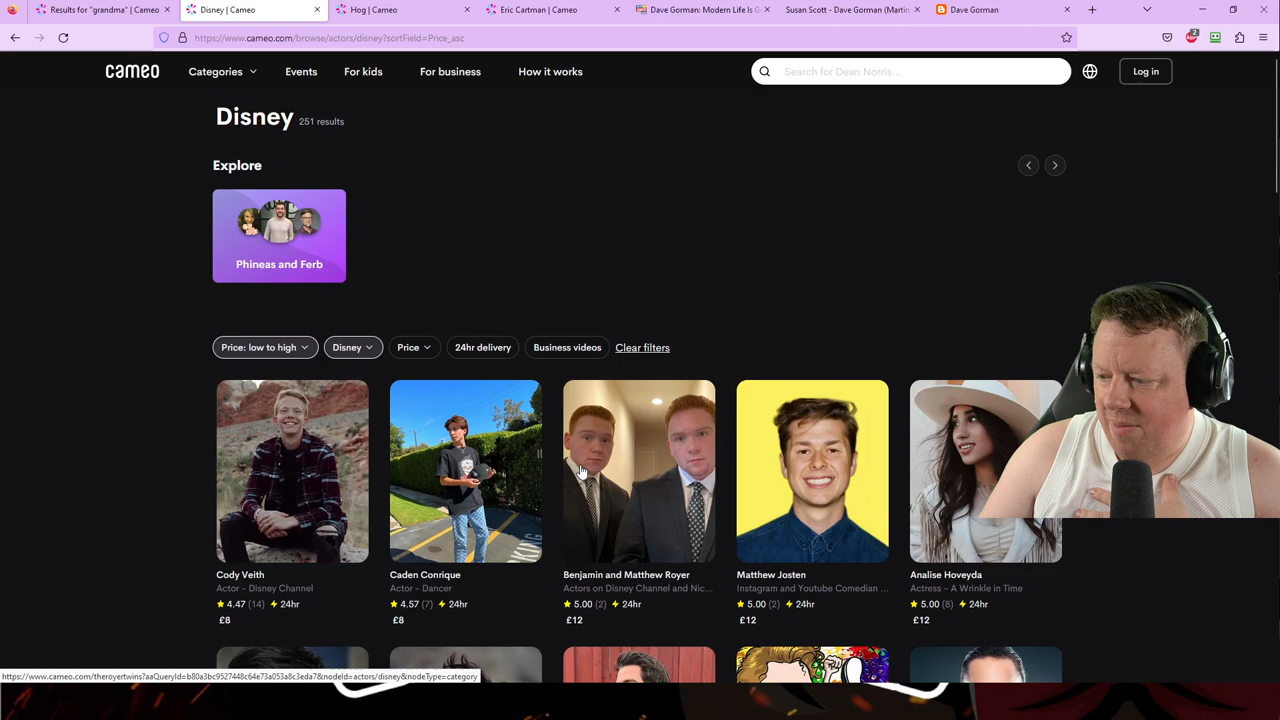 Results for "grandma" | Cameo
Disney | Cameo
Hog | Cameo
Eric Cartman | Cameo
Dave Gorman: Modern Life Is G
Susan Scott - Dave Gorman (Martin
Dave Gorman
https://www.cameo.com/browse/actors/disney?sortField=Price_asc
2
cameo
Categories
Events
For kids
For business
How it works
Search for Dean Norris...
Log in
Disney 251 results
Explore
Phineas and Ferb
Price: low to high
Disney
Price
24hr delivery
Business videos
Clear filters
Cody Veith
Actor - Disney Channel
4.47 (14) 24hr
£8
Caden Conrique
Actor - Dancer
4.57 (7) 24hr
£8
Benjamin and Matthew Royer
Actors on Disney Channel and Nic...
5.00 (2) 24hr
£12
Matthew Josten
Instagram and Youtube Comedian ...
5.00 (2) 24hr
£12
Analise Hoveyda
Actress - A Wrinkle in Time
5.00 (8) 24hr
£12
https://www.cameo.com/theroyertwins?aaQueryId=b80a3bc9527448c64e73a053a8c3eda7&nodeId=actors/disney&nodeType=category